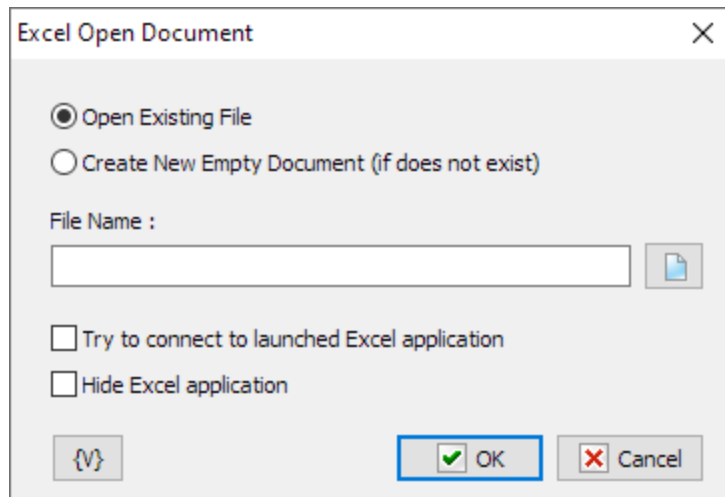 Excel Open Document
Open Existing File
Create New Empty Document (if does not exist)
File Name :
Try to connect to launched Excel application
Hide Excel application
{V} OK Cancel